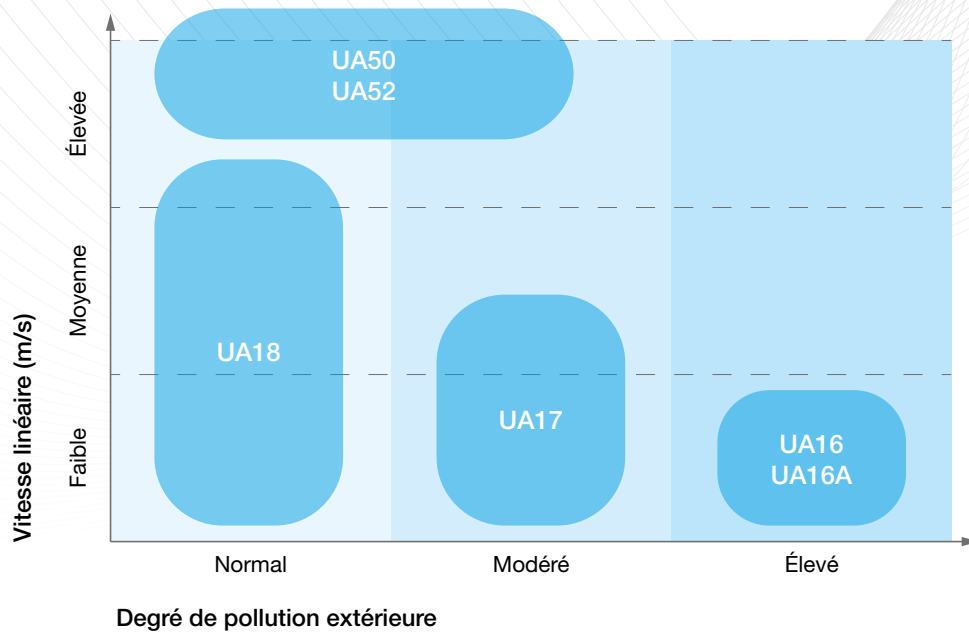 UA50
UA52
Élevée
Moyenne
Faible
Vitesse linéaire (m/s)
UA18
UA17
UA16
UA16A
Normal
Modéré
Élevé
Degré de pollution extérieure